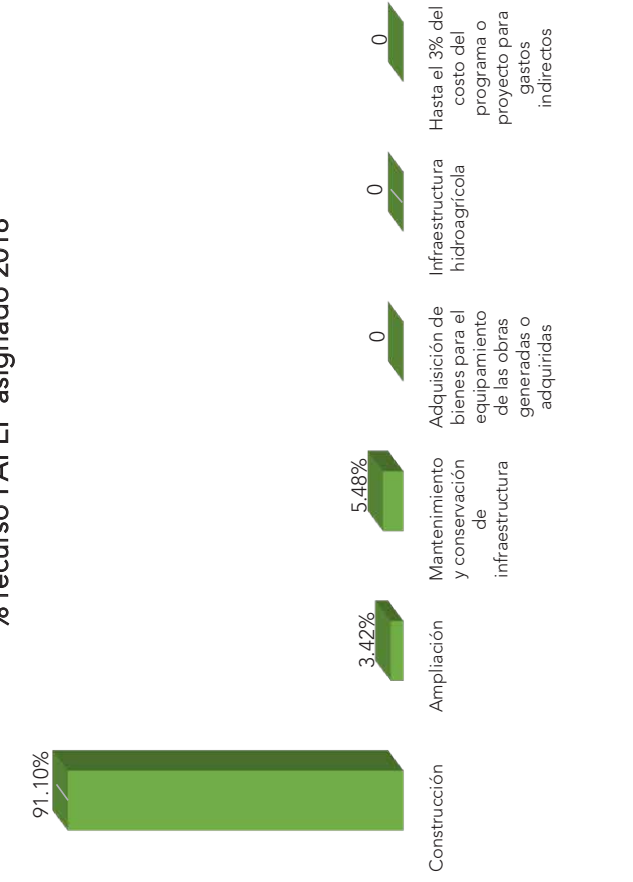 % recurso FAFEF asignado 2018
91.10%
3.42%
5.48%
0
0
0
Construcción
Ampliación
Mantenimiento
y conservación
de
infraestructura
Adquisición de
bienes para el
equipamiento
de las obras
generadas o
adquiridas
Infraestructura
hidroagrícola
Hasta el 3% del
costo del
programa o
proyecto para
gastos
indirectos